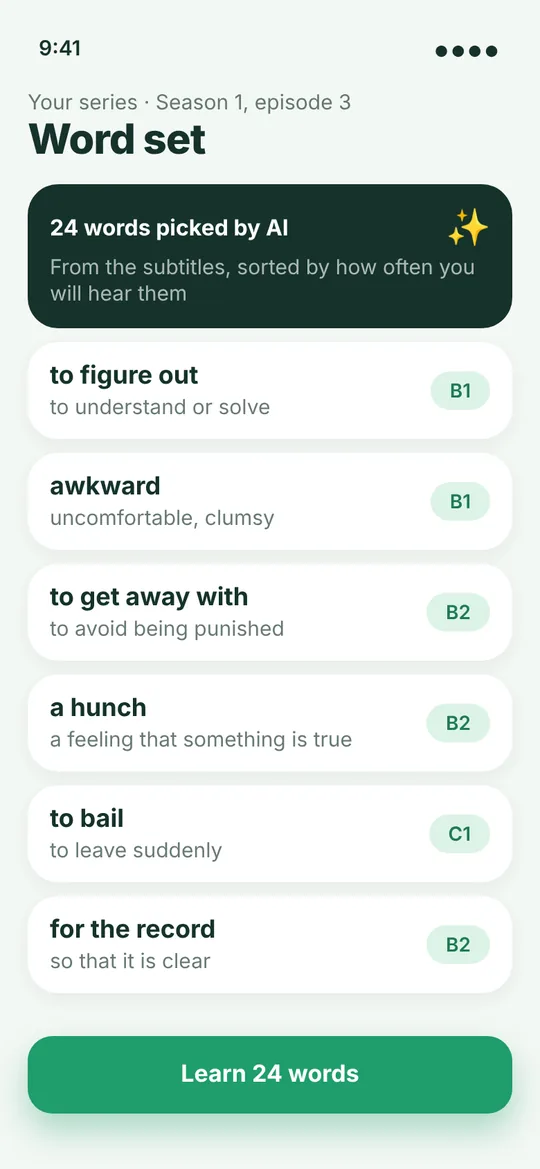 9:41
Your series · Season 1, episode 3
Word set
24 words picked by AI
From the subtitles, sorted by how often you
will hear them
to figure out
to understand or solve
B1
awkward
uncomfortable, clumsy
B1
to get away with
to avoid being punished
B2
a hunch
a feeling that something is true
B2
to bail
to leave suddenly
C1
for the record
so that it is clear
B2
Learn 24 words